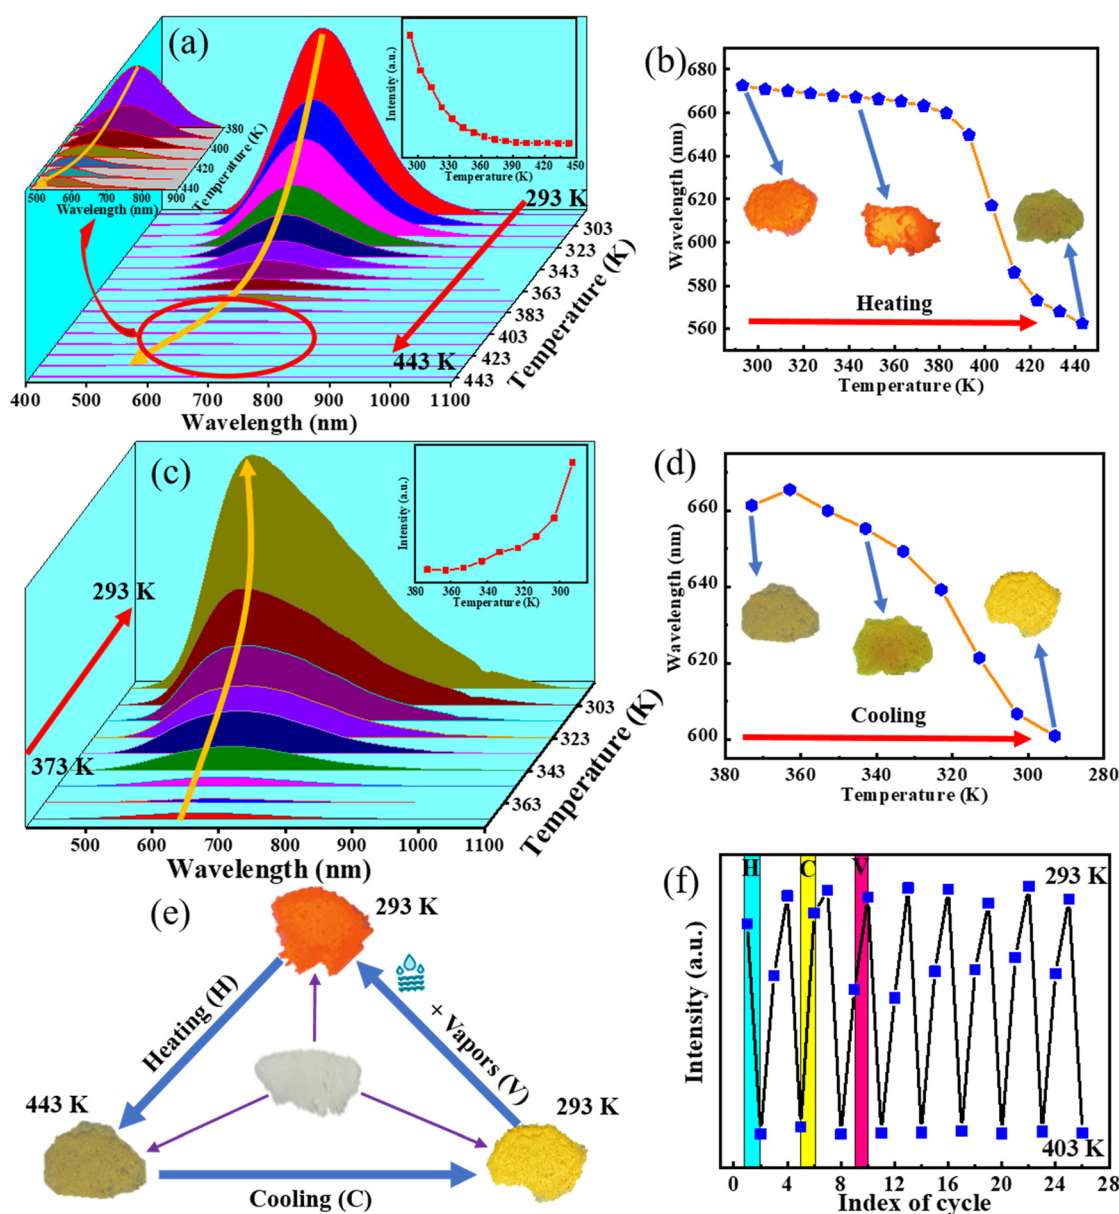 (a)
Intensity (a.u.)
300 330 360 390 420 450
Temperature (K)
380
400
420
440
Temperature (K)
500 600 700 800 900
Wavelength (nm)
293 K
303
323
343
363
383
403
423
443
443 K
Temperature (K)
400 500 600 700 800 900 1000 1100
Wavelength (nm)
(b)
680
660
640
620
600
580
560
Wavelength (nm)
Heating
300 320 340 360 380 400 420 440
Temperature (K)
(c)
Intensity (a.u.)
380 360 340 320 300
Temperature (K)
293 K
373 K
303
323
343
363
Temperature (K)
500 600 700 800 900 1000 1100
Wavelength (nm)
(d)
660
640
620
600
Wavelength (nm)
Cooling
380 360 340 320 300 280
Temperature (K)
(e)
293 K
Heating (H)
+ Vapors (V)
443 K
293 K
Cooling (C)
(f)
H C V
293 K
403 K
Intensity (a.u.)
0 4 8 12 16 20 24 28
Index of cycle